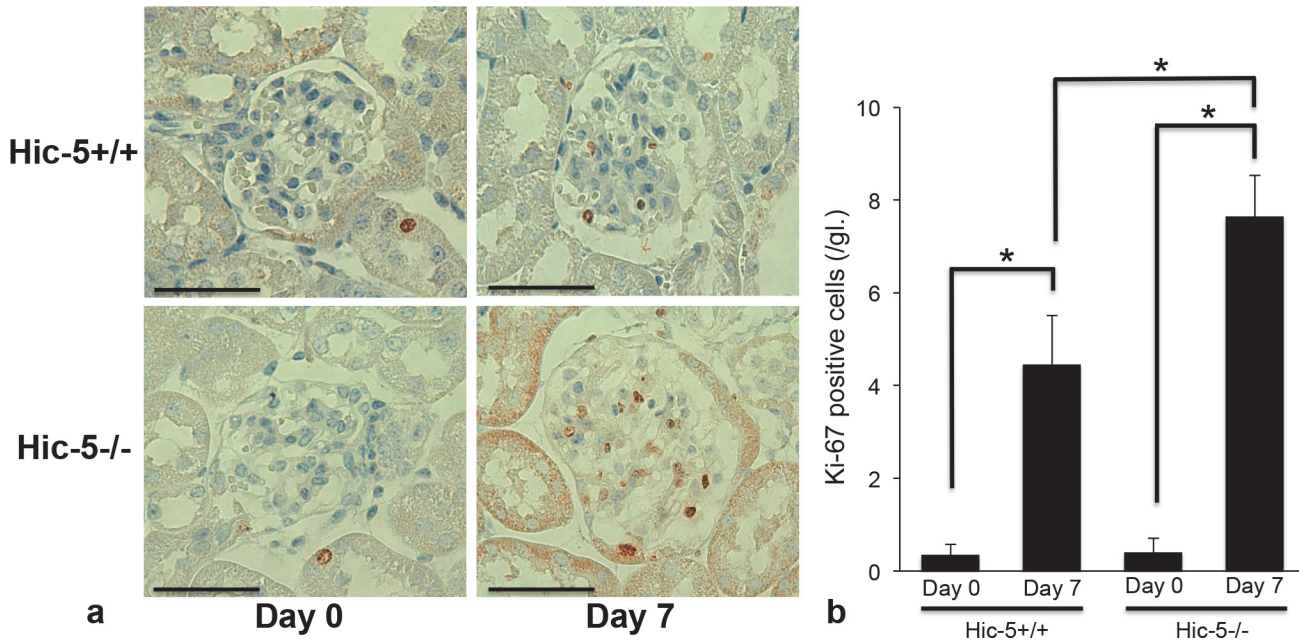 Hic-5+/+
Hic-5-/-
a
Day 0
Day 7
*
*
*
Ki-67 positive cells (/gl.)
10
8
6
4
2
0
Day 0
Day 7
Day 0
Day 7
b
Hic-5+/+
Hic-5-/-